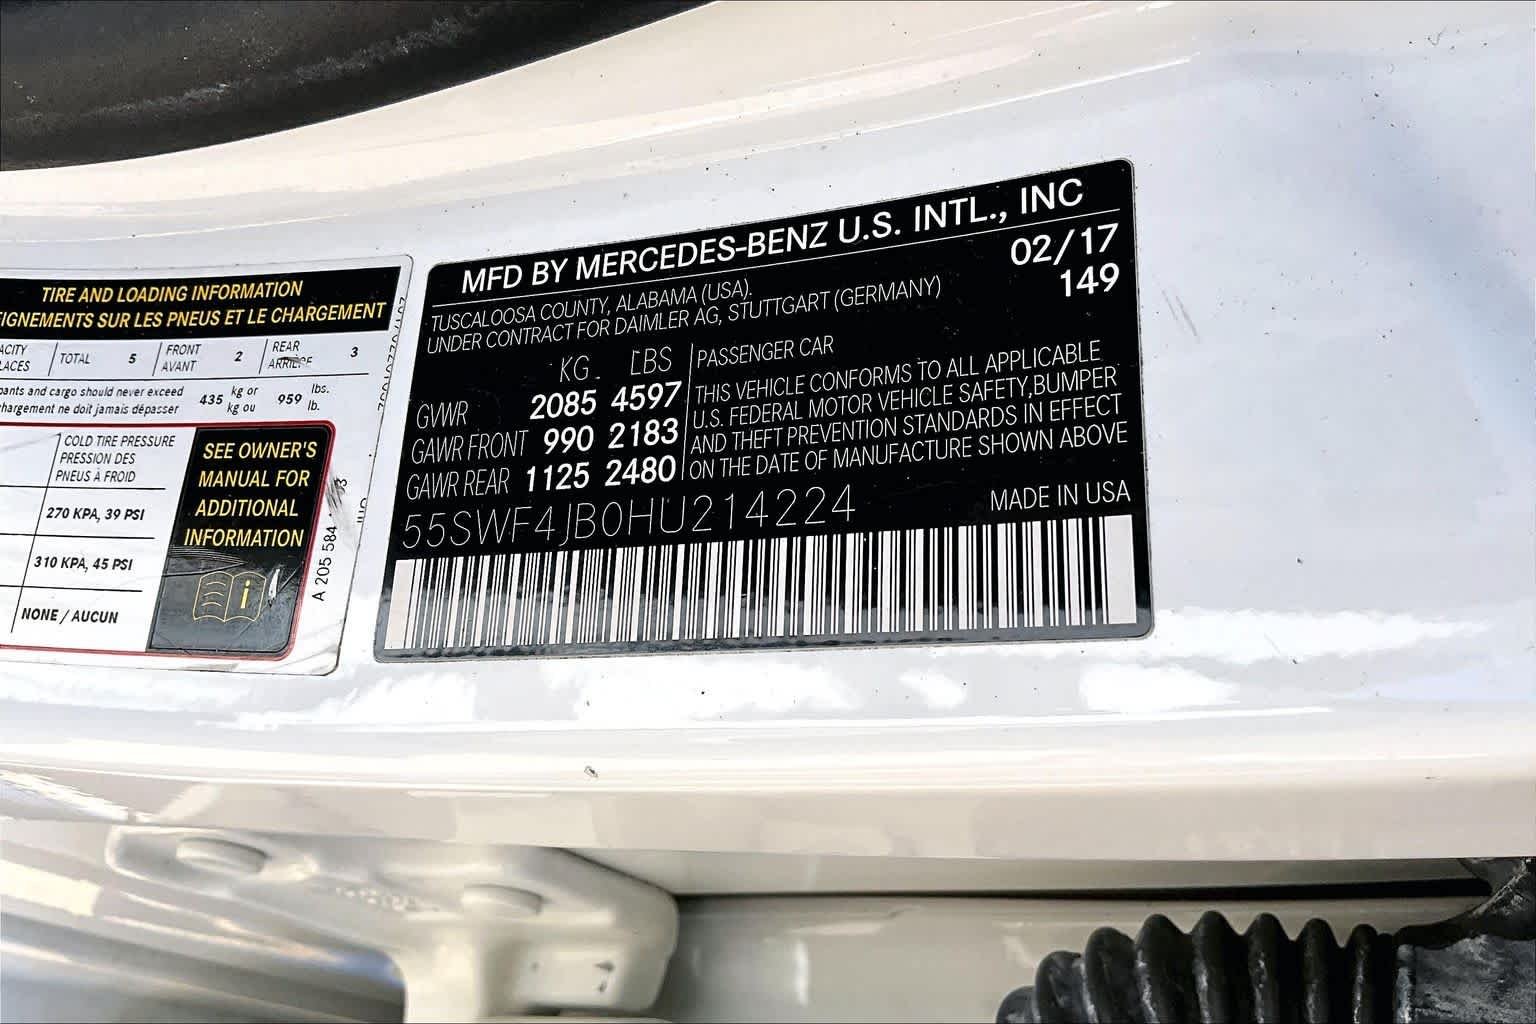 TIRE AND LOADING INFORMATION
EIGNEMENTS SUR LES PNEUS ET LE CHARGEMENT
TOTAL 5 FRONT 2 REAR 3
AVANT ARRIERE
pants and cargo should never exceed 435 kg or 959 lbs.
hargement ne doit jamais dépasser kg ou lb.
COLD TIRE PRESSURE
PRESSION DES
PNEUS À FROID
270 KPA, 39 PSI
310 KPA, 45 PSI
NONE / AUCUN
SEE OWNER'S
MANUAL FOR
ADDITIONAL
INFORMATION
i
A 205 584
MFD BY MERCEDES-BENZ U.S. INTL., INC
TUSCALOOSA COUNTY, ALABAMA (USA). 02/17
UNDER CONTRACT FOR DAIMLER AG, STUTTGART (GERMANY) 149
KG LBS
GVWR 2085 4597
GAWR FRONT 990 2183
GAWR REAR 1125 2480
PASSENGER CAR
THIS VEHICLE CONFORMS TO ALL APPLICABLE
U.S. FEDERAL MOTOR VEHICLE SAFETY,BUMPER
AND THEFT PREVENTION STANDARDS IN EFFECT
ON THE DATE OF MANUFACTURE SHOWN ABOVE
55SWF4JB0HU214224 MADE IN USA